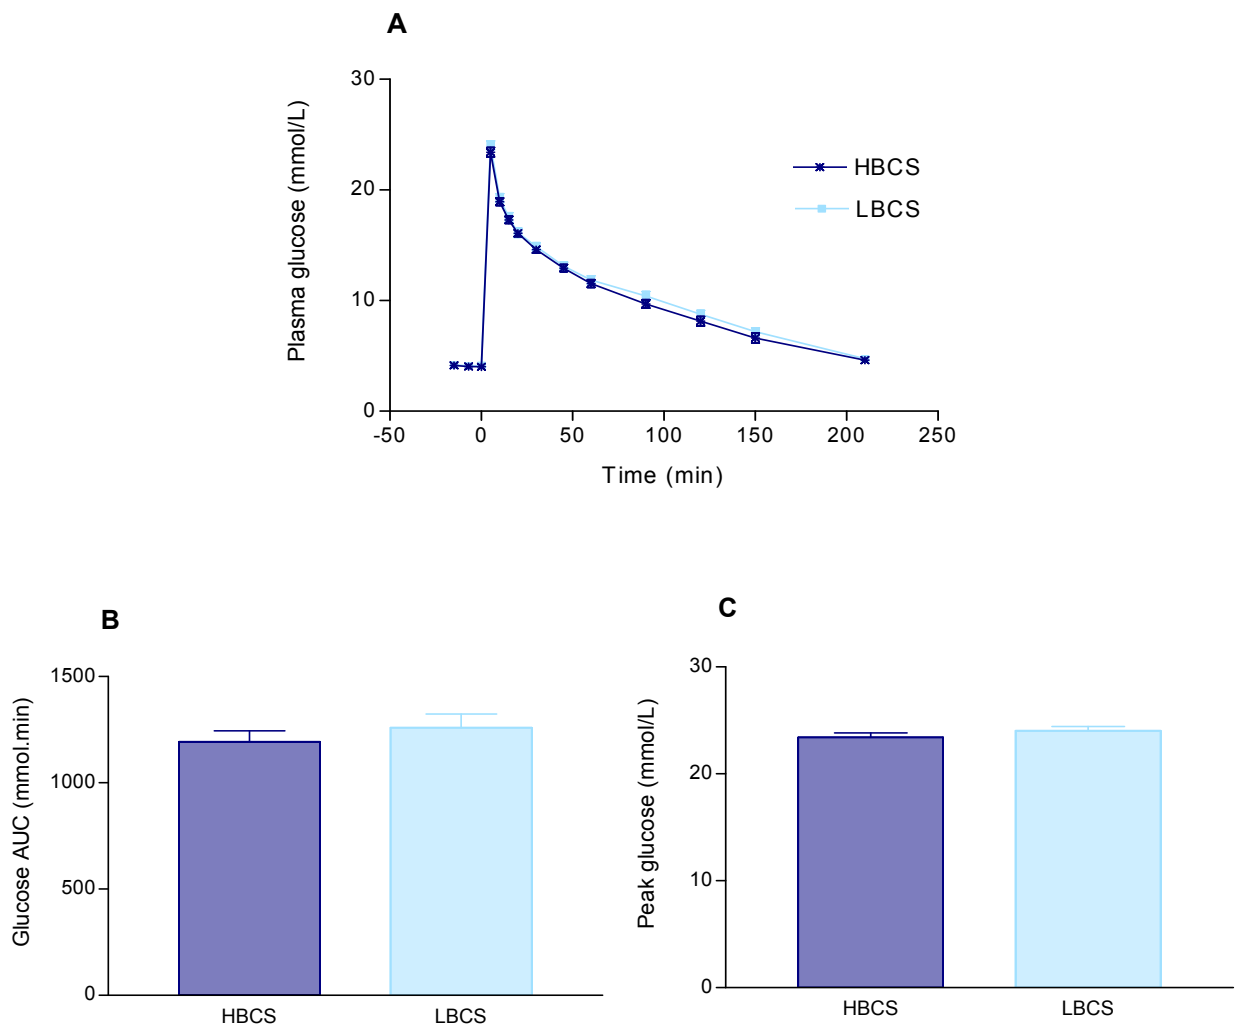 A
Plasma glucose (mmol/L)
30
20
10
0
-50
0
50
100
150
200
250
Time (min)
HBCS
LBCS
B
Glucose AUC (mmol.min)
1500
1000
500
0
HBCS
LBCS
C
Peak glucose (mmol/L)
30
20
10
0
HBCS
LBCS